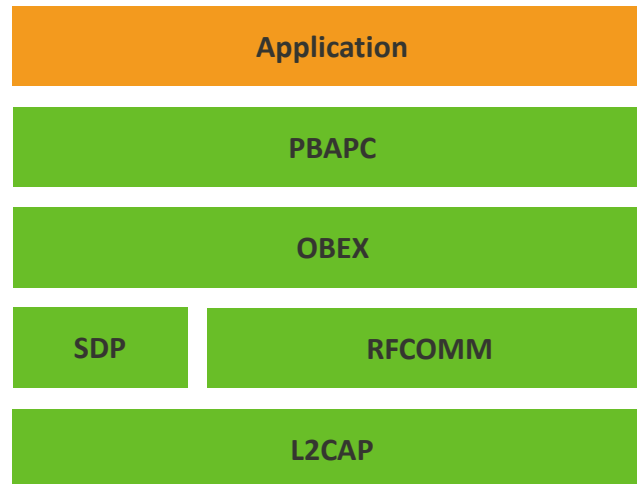 Application
PBAPC
OBEX
SDP
RFCOMM
L2CAP